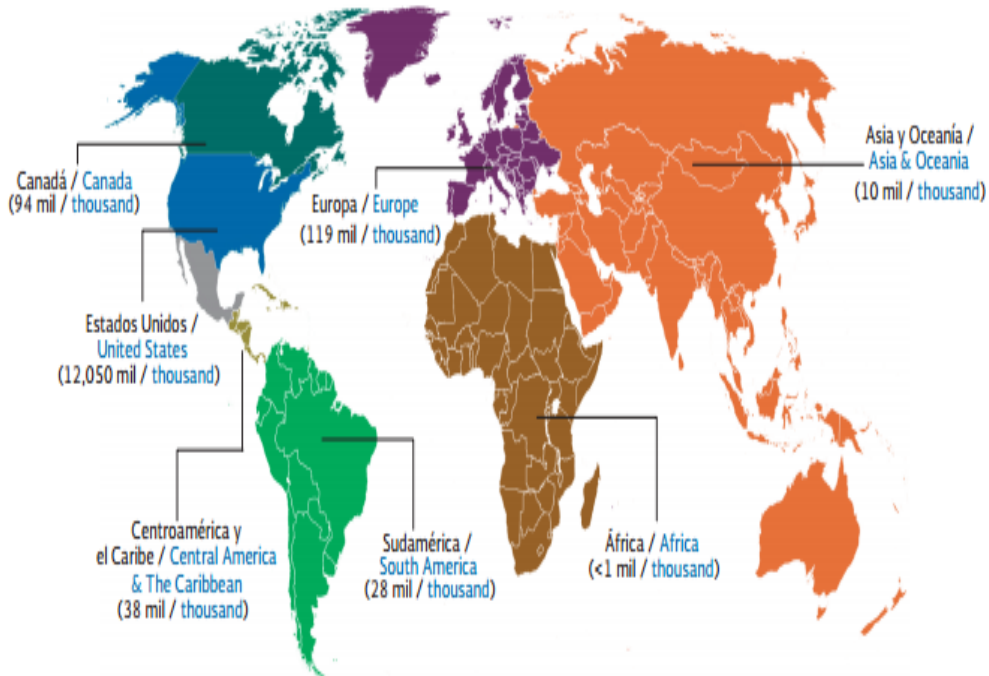 Canadá / Canada
(94 mil / thousand)
Europa / Europe
(119 mil / thousand)
Asia y Oceanía /
Asia & Oceania
(10 mil / thousand)
Estados Unidos /
United States
(12,050 mil / thousand)
Centroamérica y
el Caribe / Central America
& The Caribbean
(38 mil / thousand)
Sudamérica /
South America
(28 mil / thousand)
África / Africa
(<1 mil / thousand)